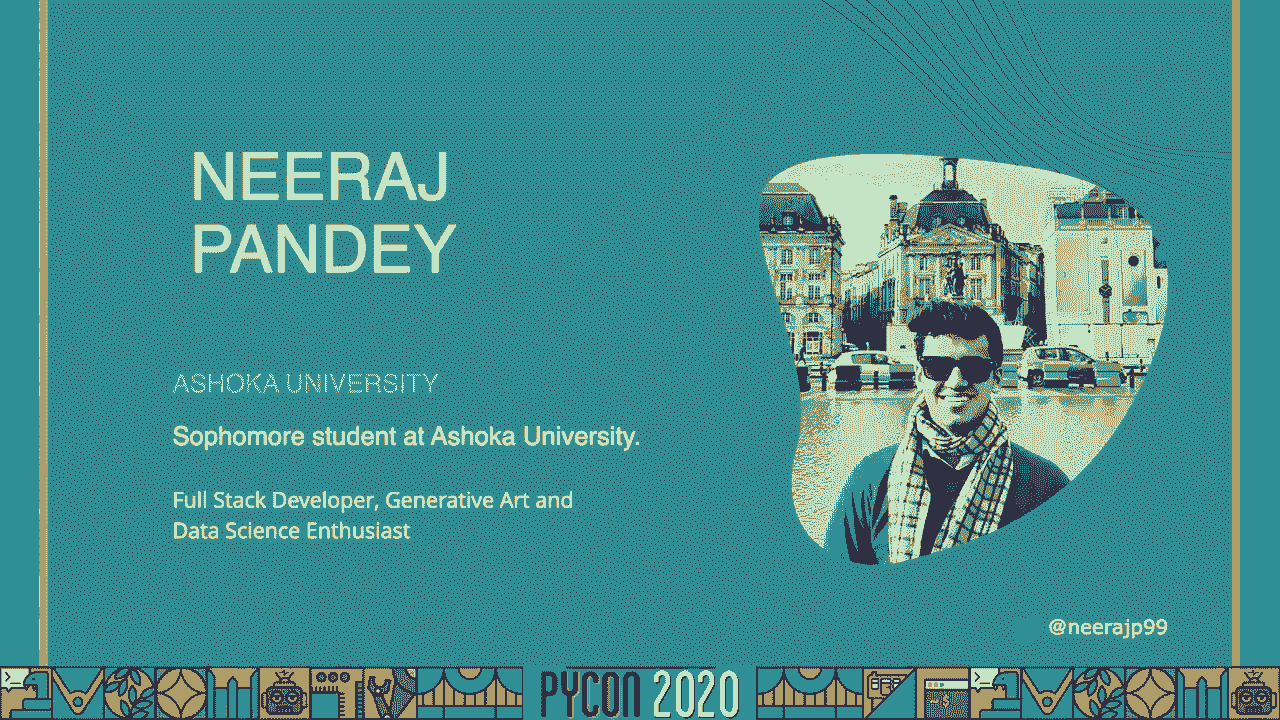 NEERAJ
PANDEY
ASHOKA UNIVERSITY
Sophomore student at Ashoka University.
Full Stack Developer, Generative Art and
Data Science Enthusiast
@neerajp99
PYCON 2020